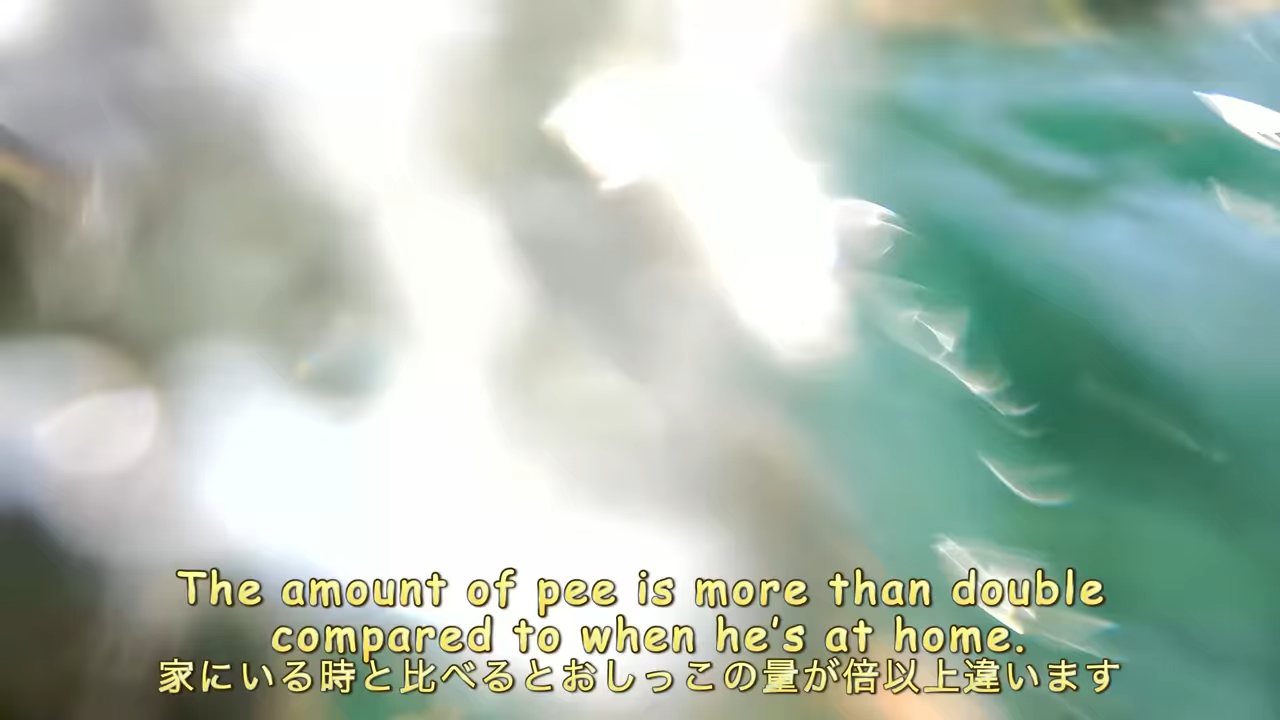 The amount of pee is more than double
compared to when he's at home.
家にいる時と比べるとおしっこの量が倍以上違います